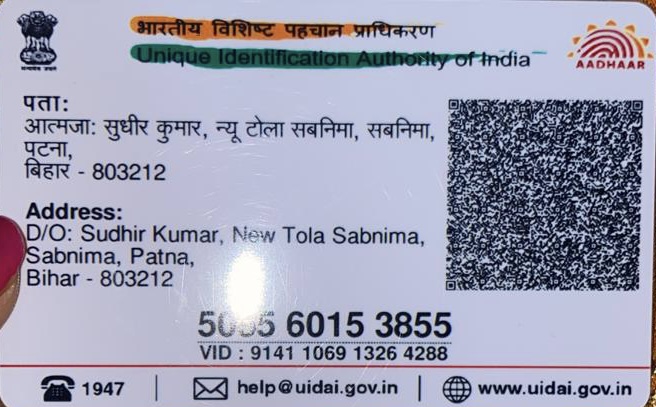 भारतीय विशिष्ट पहचान प्राधिकरण
Unique Identification Authority of India
AADHAAR
पता:
आत्मजा: सुधीर कुमार, न्यू टोला सबनिमा, सबनिमा,
पटना,
बिहार - 803212
Address:
D/O: Sudhir Kumar, New Tola Sabnima,
Sabnima, Patna,
Bihar - 803212
6015 3855
VID : 9141 1069 1326 4288
1947 | help@uidai.gov.in | www.uidai.gov.in